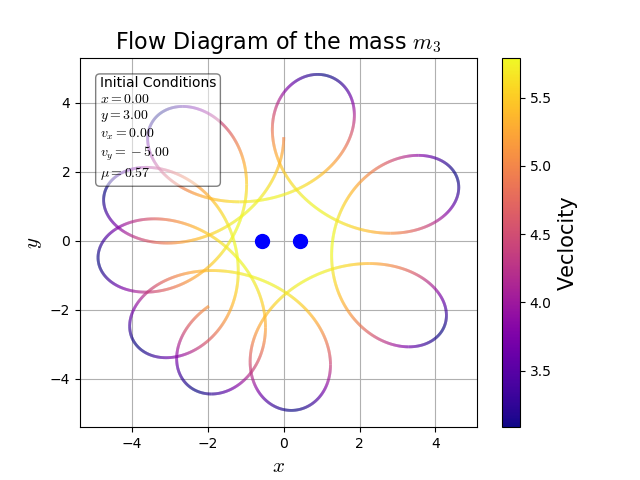 Flow Diagram of the mass m₃
Initial Conditions
x = 0.00
y = 3.00
vₓ = 0.00
v_y = −5.00
μ = 0.57
4
2
0
−2
−4
y
−4
−2
0
2
4
x
5.5
5.0
4.5
4.0
3.5
Veclocity